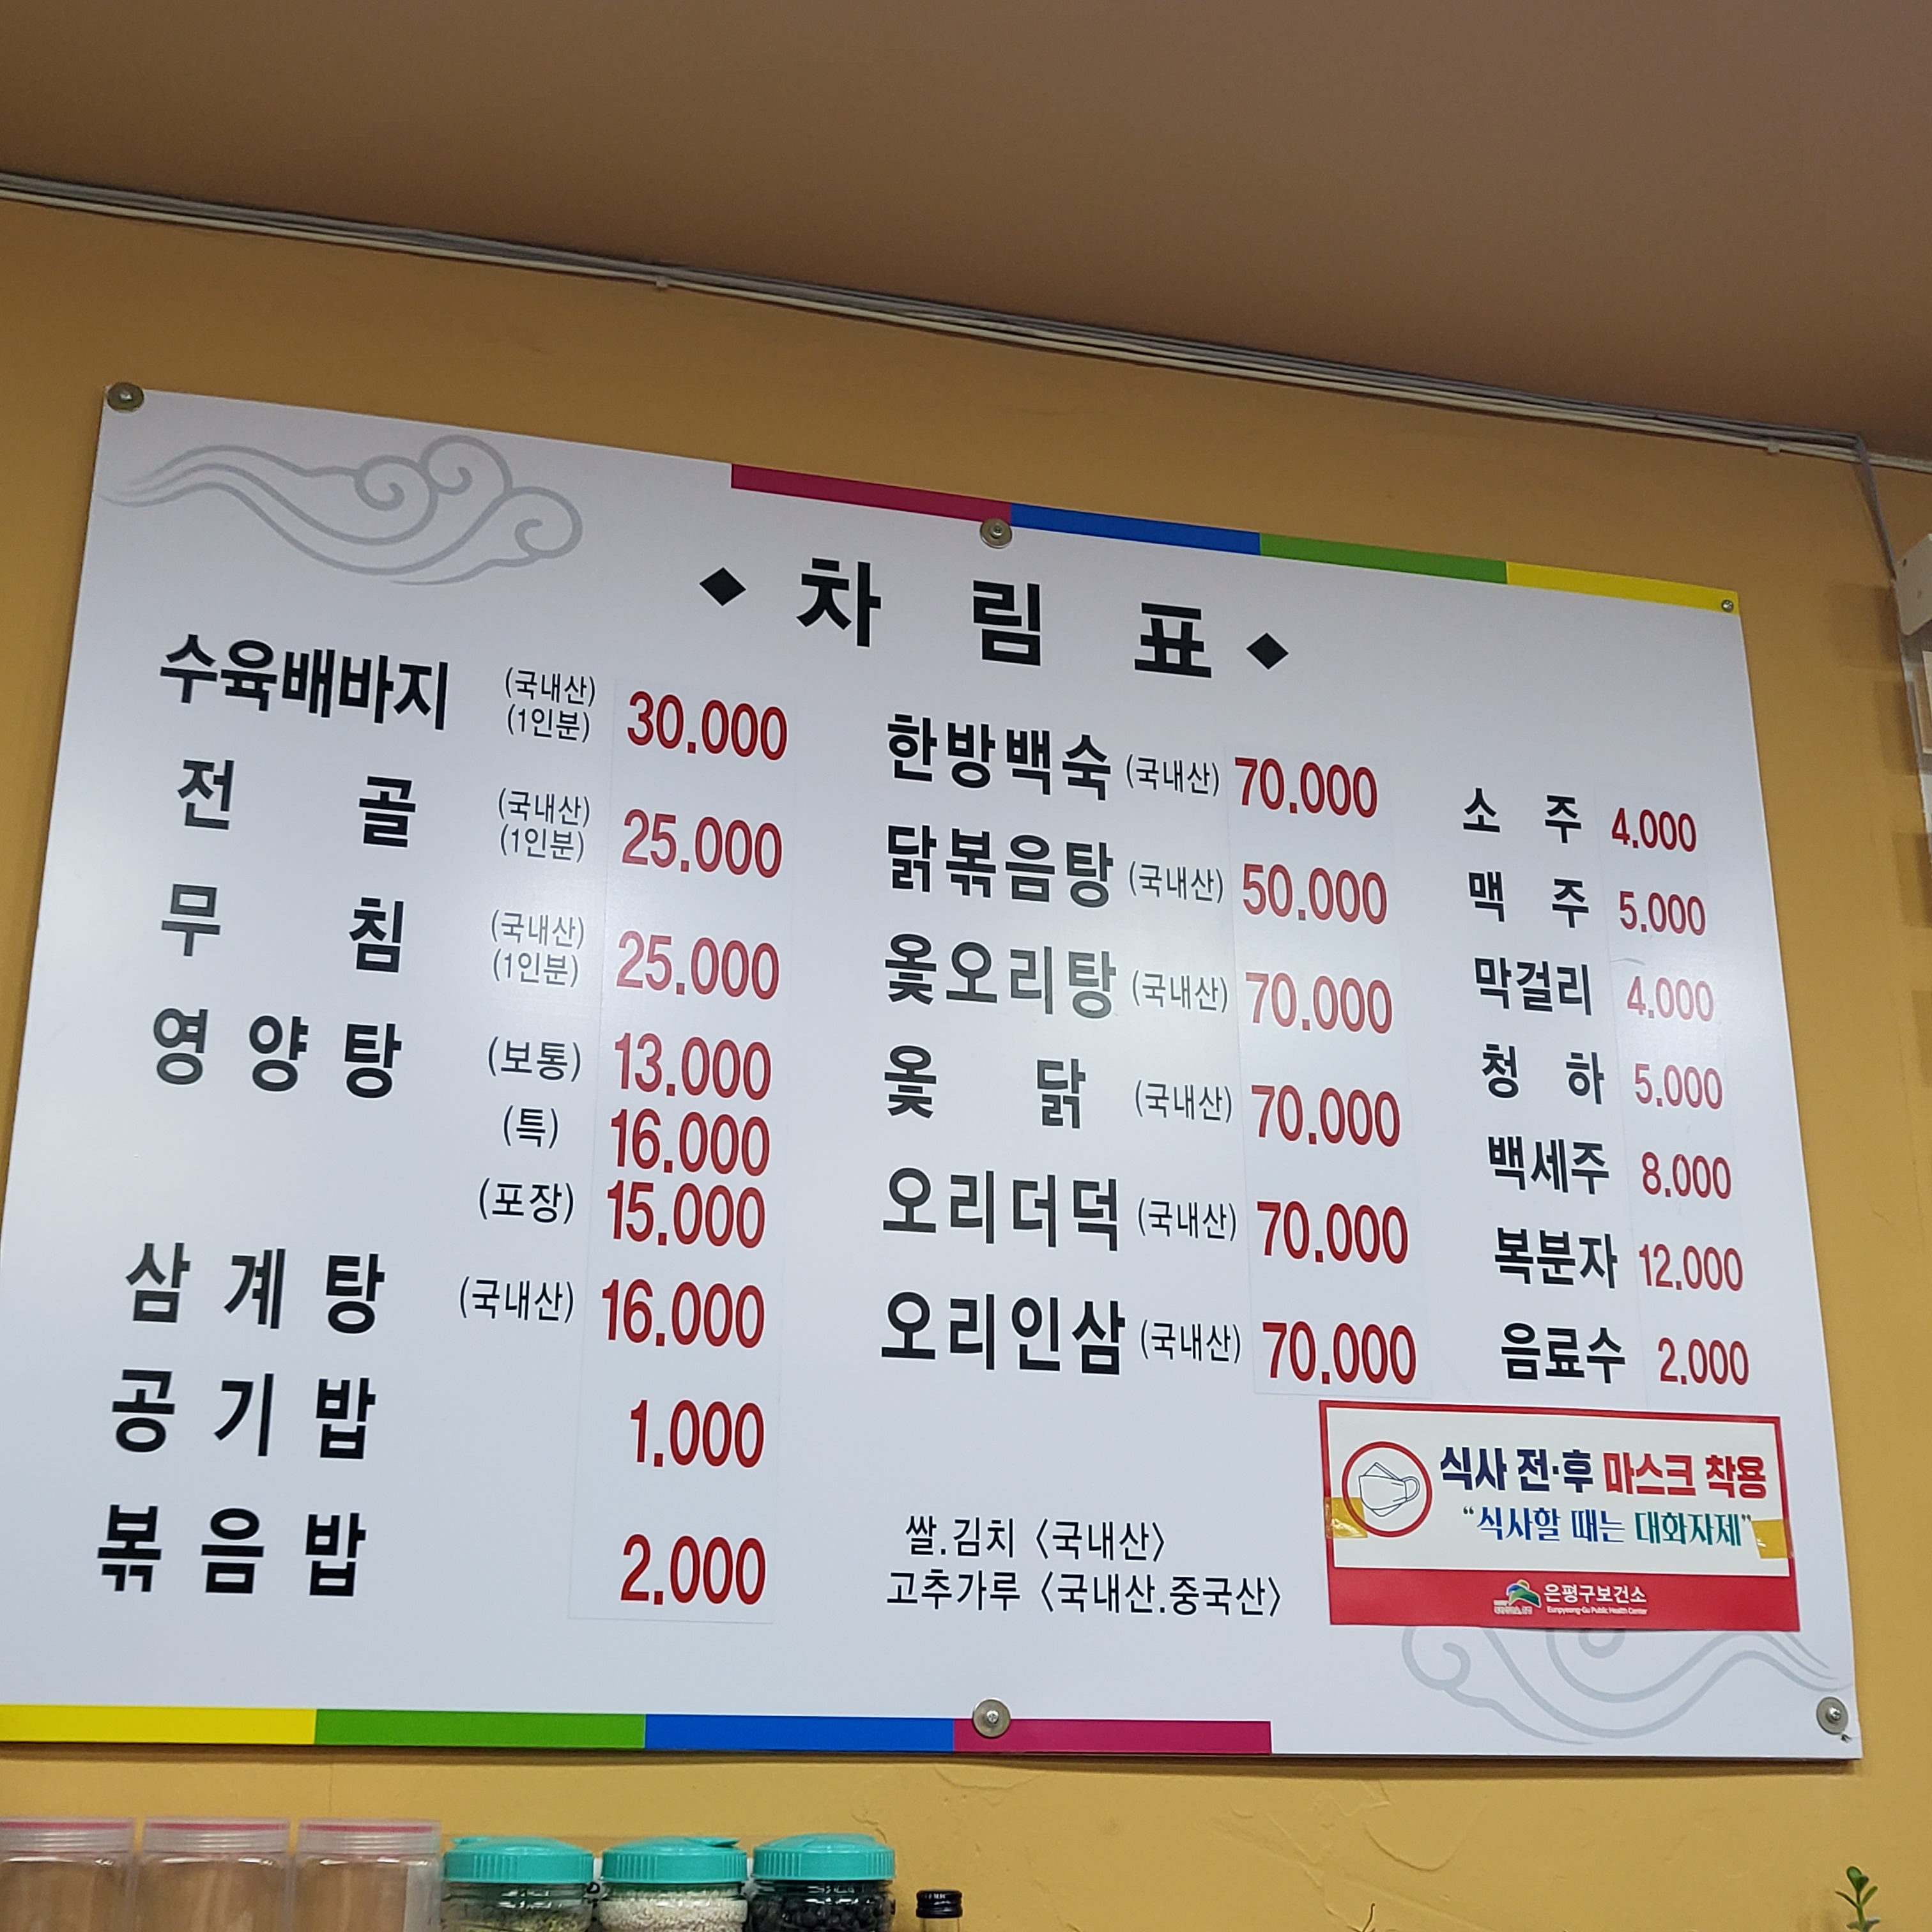 ◆ 차 림 표 ◆
수육배바지 (국내산) (1인분) 30.000
전 골 (국내산) (1인분) 25.000
무 침 (국내산) (1인분) 25.000
영 양 탕 (보통) 13.000
(특) 16.000
(포장) 15.000
삼 계 탕 (국내산) 16.000
공 기 밥 1.000
볶 음 밥 2.000
한방백숙 (국내산) 70.000
닭볶음탕 (국내산) 50.000
옻오리탕 (국내산) 70.000
옻 닭 (국내산) 70.000
오리더덕 (국내산) 70.000
오리인삼 (국내산) 70.000
쌀.김치 〈국내산〉
고추가루 〈국내산.중국산〉
소 주 4.000
맥 주 5.000
막걸리 4.000
청 하 5.000
백세주 8.000
복분자 12.000
음료수 2.000
식사 전·후 마스크 착용
“식사할 때는 대화자제”
은평구보건소
Eunpyeong-Gu Public Health Center